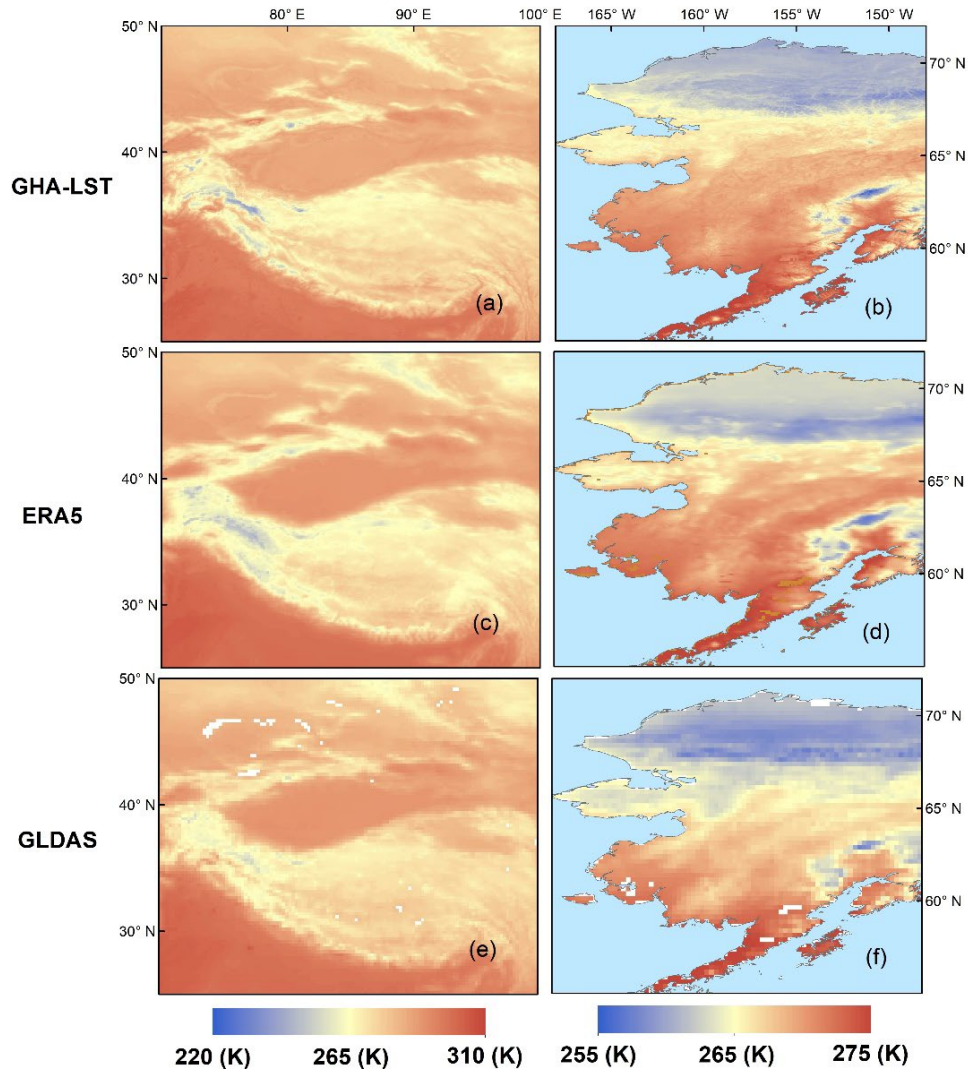 80° E 90° E 100° E 165° W 160° W 155° W 150° W
50° N
70° N
40° N
GHA-LST
65° N
30° N
60° N
(a) (b)
50° N
70° N
40° N
ERA5
65° N
30° N
60° N
(c) (d)
50° N
70° N
40° N
GLDAS
65° N
30° N
60° N
(e) (f)
220 (K) 265 (K) 310 (K) 255 (K) 265 (K) 275 (K)